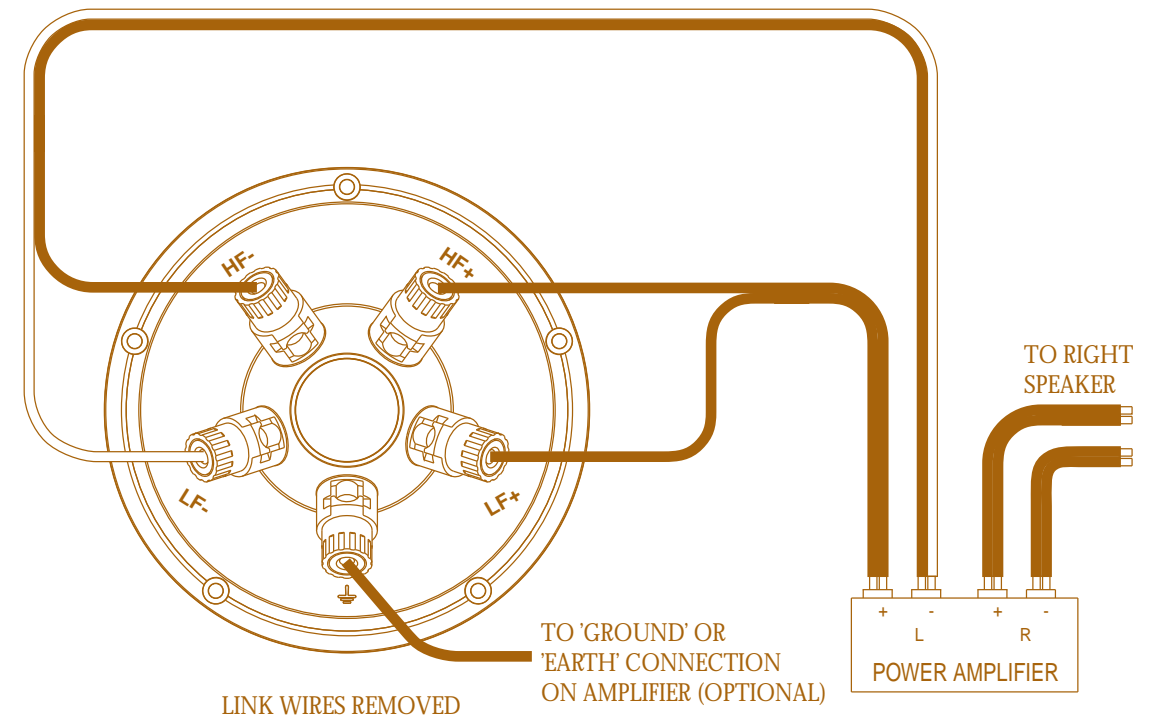 HF-
HF+
TO RIGHT
SPEAKER
LF-
LF+
+
-
+
-
L
R
POWER AMPLIFIER
TO 'GROUND' OR
'EARTH' CONNECTION
ON AMPLIFIER (OPTIONAL)
LINK WIRES REMOVED